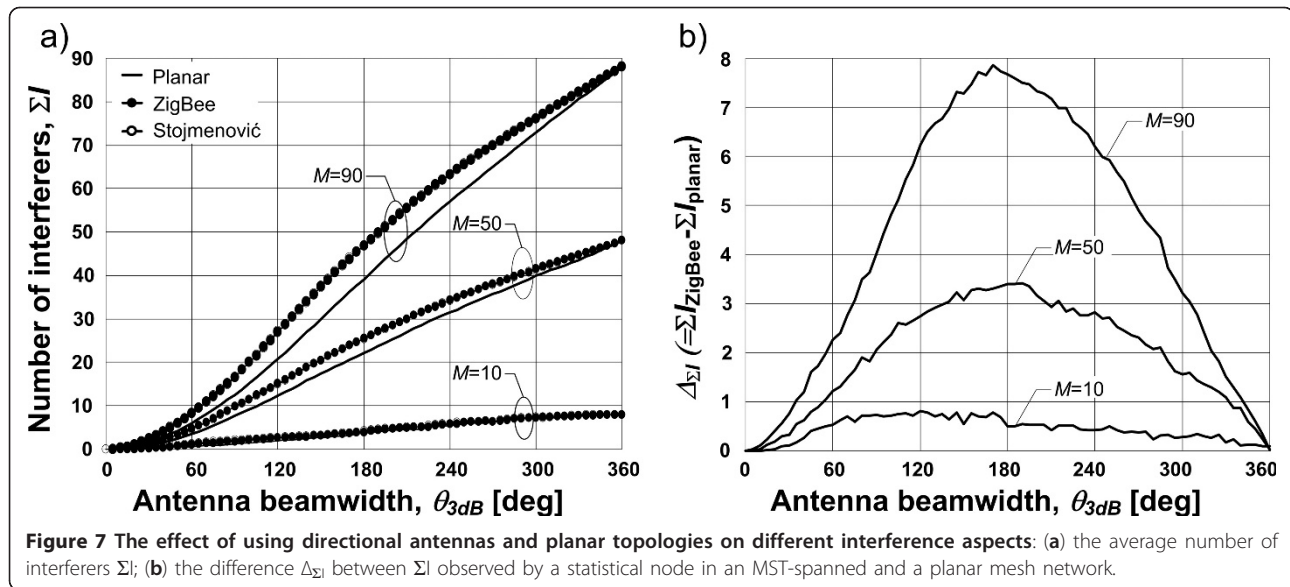 a)
Number of interferers, ΣI
90
80
70
60
50
40
30
20
10
0
Planar
ZigBee
Stojmenović
M=90
M=50
M=10
60
120
180
240
300
360
Antenna beamwidth, θ3dB [deg]
b)
ΔΣI (=ΣIZigBee-ΣIplanar)
8
7
6
5
4
3
2
1
0
M=90
M=50
M=10
0
60
120
180
240
300
360
Antenna beamwidth, θ3dB [deg]
Figure 7 The effect of using directional antennas and planar topologies on different interference aspects: (a) the average number of
interferers ΣI; (b) the difference ΔΣI between ΣI observed by a statistical node in an MST-spanned and a planar mesh network.